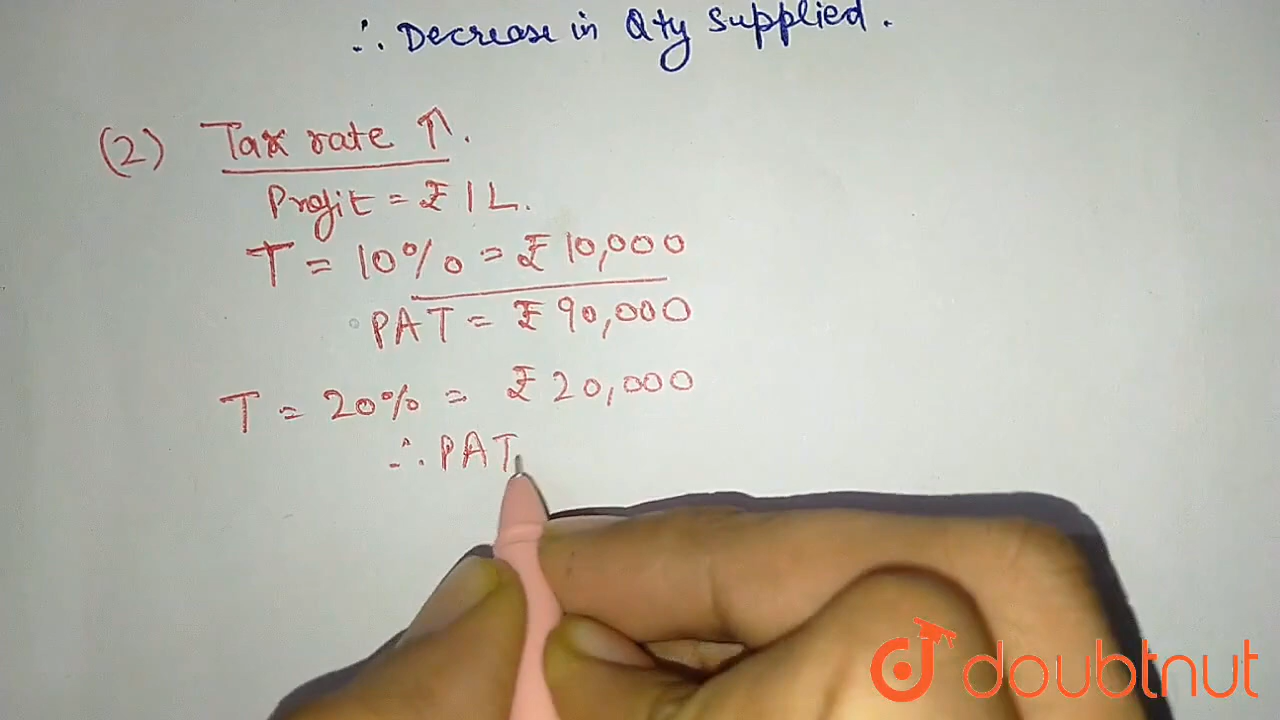 ∴ Decrease in Qty Supplied.
(2) Tax rate ↑.
Profit = ₹ 1 L.
T = 10% = ₹ 10,000
PAT = ₹ 90,000
T = 20% = ₹ 20,000
∴ PAT
doubtnut